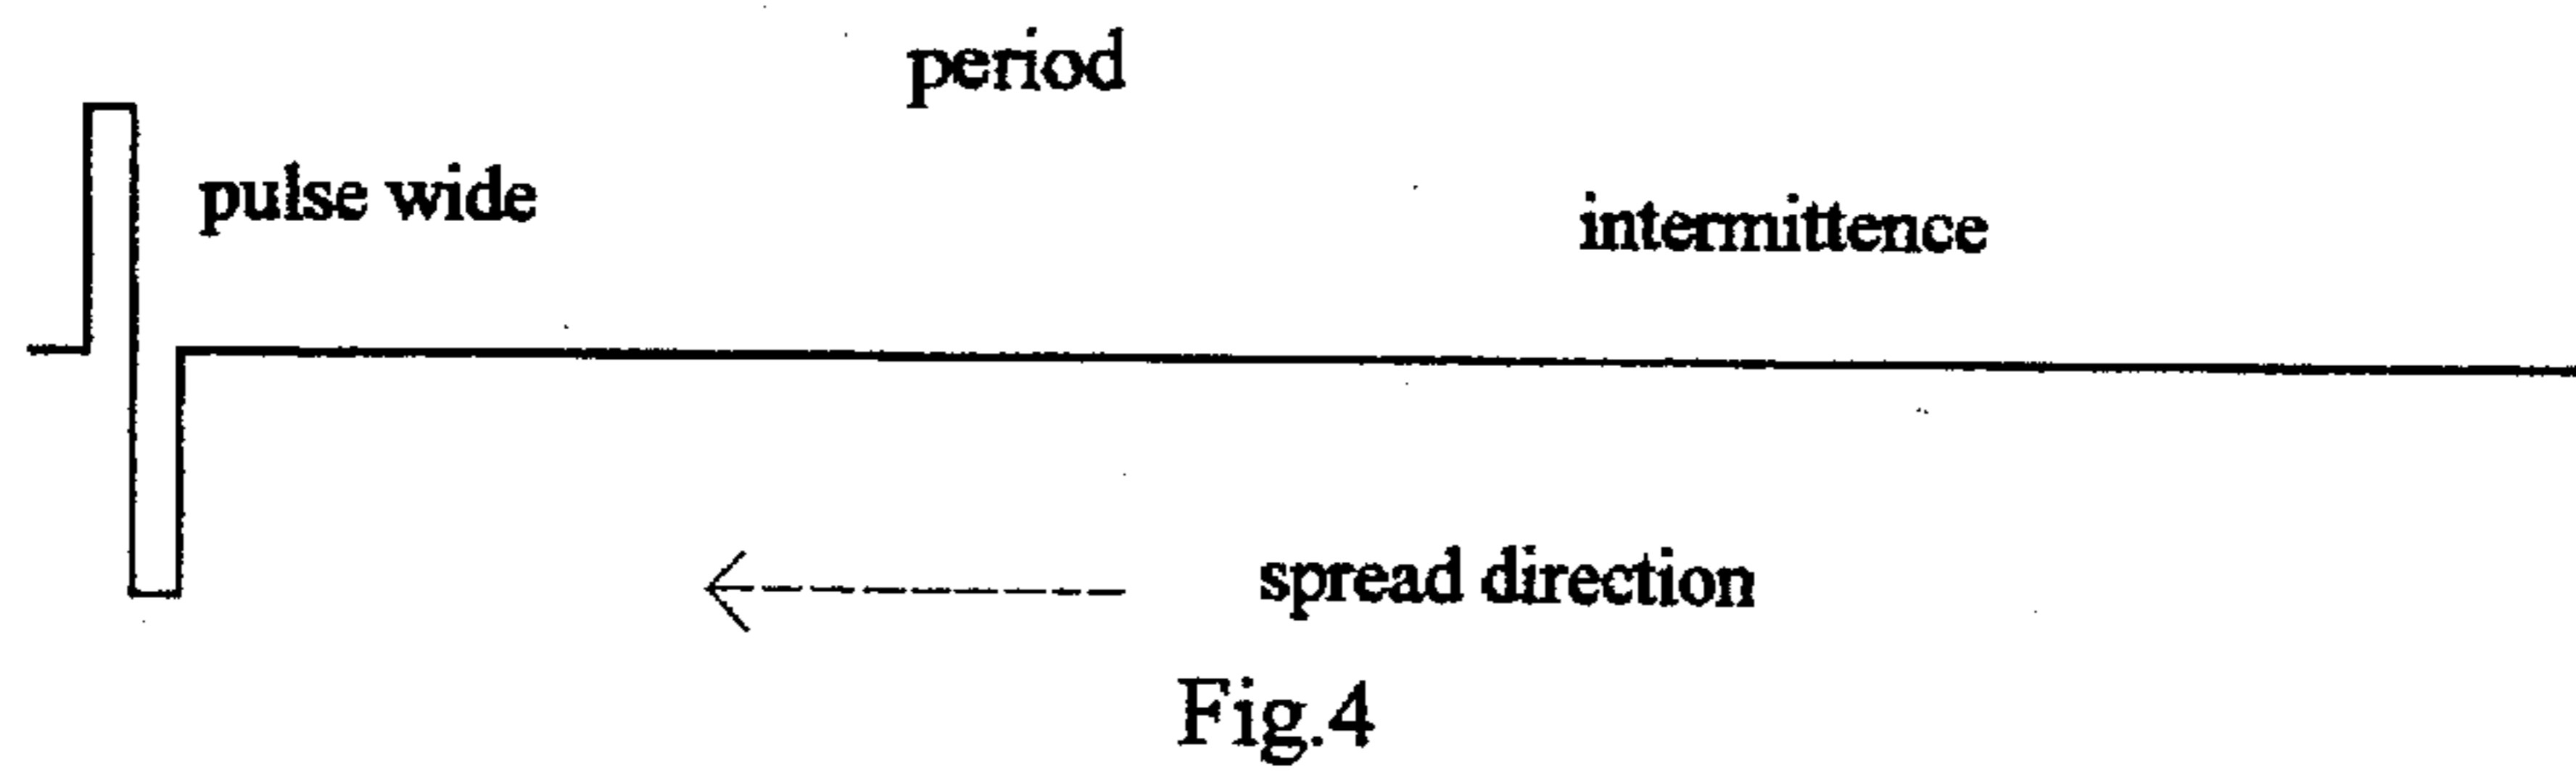 period
pulse wide
intermittence
spread direction
Fig.4